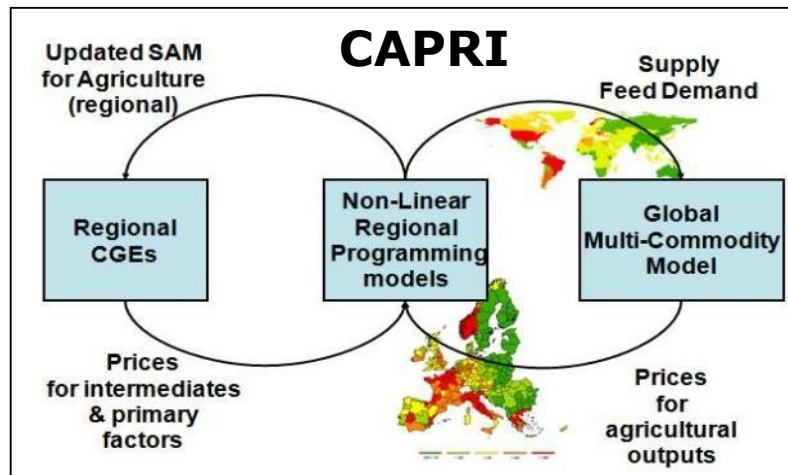 CAPRI
Updated SAM
for Agriculture
(regional)
Supply
Feed Demand
Regional
CGEs
Non-Linear
Regional
Programming
models
Global
Multi-Commodity
Model
Prices
for intermediates
& primary
factors
Prices
for
agricultural
outputs